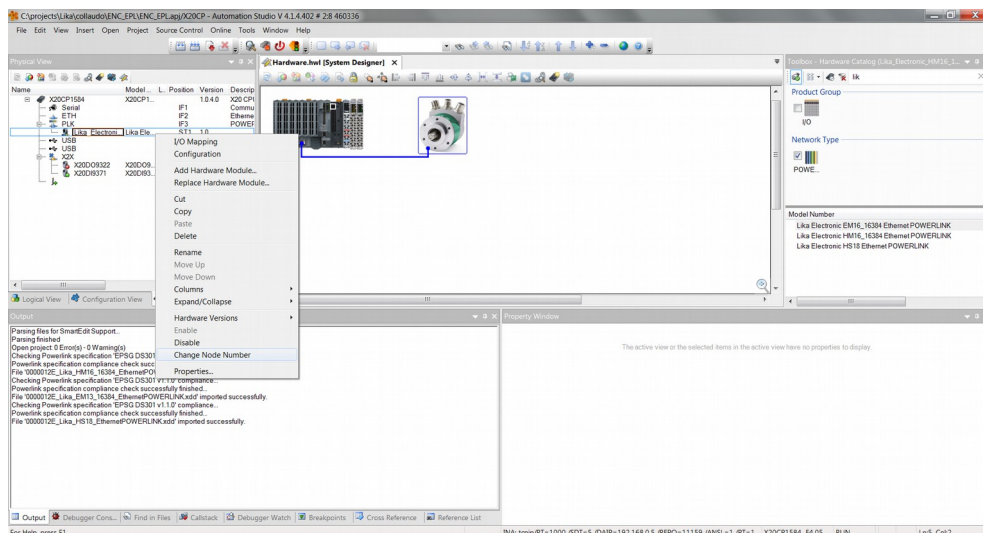 C:\projects\Lika\collaudo\ENC_EPL\ENC_EPL.apj/X20CP - Automation Studio V 4.1.4.402 # 2:8 460336
File Edit View Insert Open Project Source Control Online Tools Window Help
Physical View
Hardware.hwl [System Designer] X
Toolbox - Hardware Catalog (Lika_Electronic_HM16_1...
lik
Name Model ... L.. Position Version Descrip
X20CP1584 X20CP1... 1.0.4.0 X20 CPU
Serial IF1 Commu
ETH IF2 Etherne
PLK IF3 POWER
Lika_Electroni... Lika Ele... ST1 1.0
USB
USB
X2X
X20DO9322 X20DO9...
X20DI9371 X20DI93...
Product Group
I/O
Network Type
POWE...
Model Number
Lika Electronic EM16_16384 Ethernet POWERLINK
Lika Electronic HM16_16384 Ethernet POWERLINK
Lika Electronic HS18 Ethernet POWERLINK
I/O Mapping
Configuration
Add Hardware Module...
Replace Hardware Module...
Cut
Copy
Paste
Delete
Rename
Move Up
Move Down
Columns
Expand/Collapse
Hardware Versions
Enable
Disable
Change Node Number
Properties...
Logical View Configuration View
Output
Property Window
Parsing files for SmartEdit Support...
Parsing finished
Open project: 0 Error(s) - 0 Warning(s)
Checking Powerlink specification 'EPSG DS301
Powerlink specification compliance check succ
File '0000012E_Lika_HM16_16384_EthernetPO
Checking Powerlink specification 'EPSG DS301 v1.1.0' compliance...
Powerlink specification compliance check successfully finished...
File '0000012E_Lika_EM13_16384_EthernetPOWERLINK.xdd' imported successfully.
Checking Powerlink specification 'EPSG DS301 v1.1.0' compliance...
Powerlink specification compliance check successfully finished...
File '0000012E_Lika_HS18_EthernetPOWERLINK.xdd' imported successfully.
The active view or the selected items in the active view have no properties to display.
Output Debugger Cons... Find in Files Callstack Debugger Watch Breakpoints Cross Reference Reference List
For Help, press F1
X20CP1584 F4.05 RUN Ln:5, Col:2